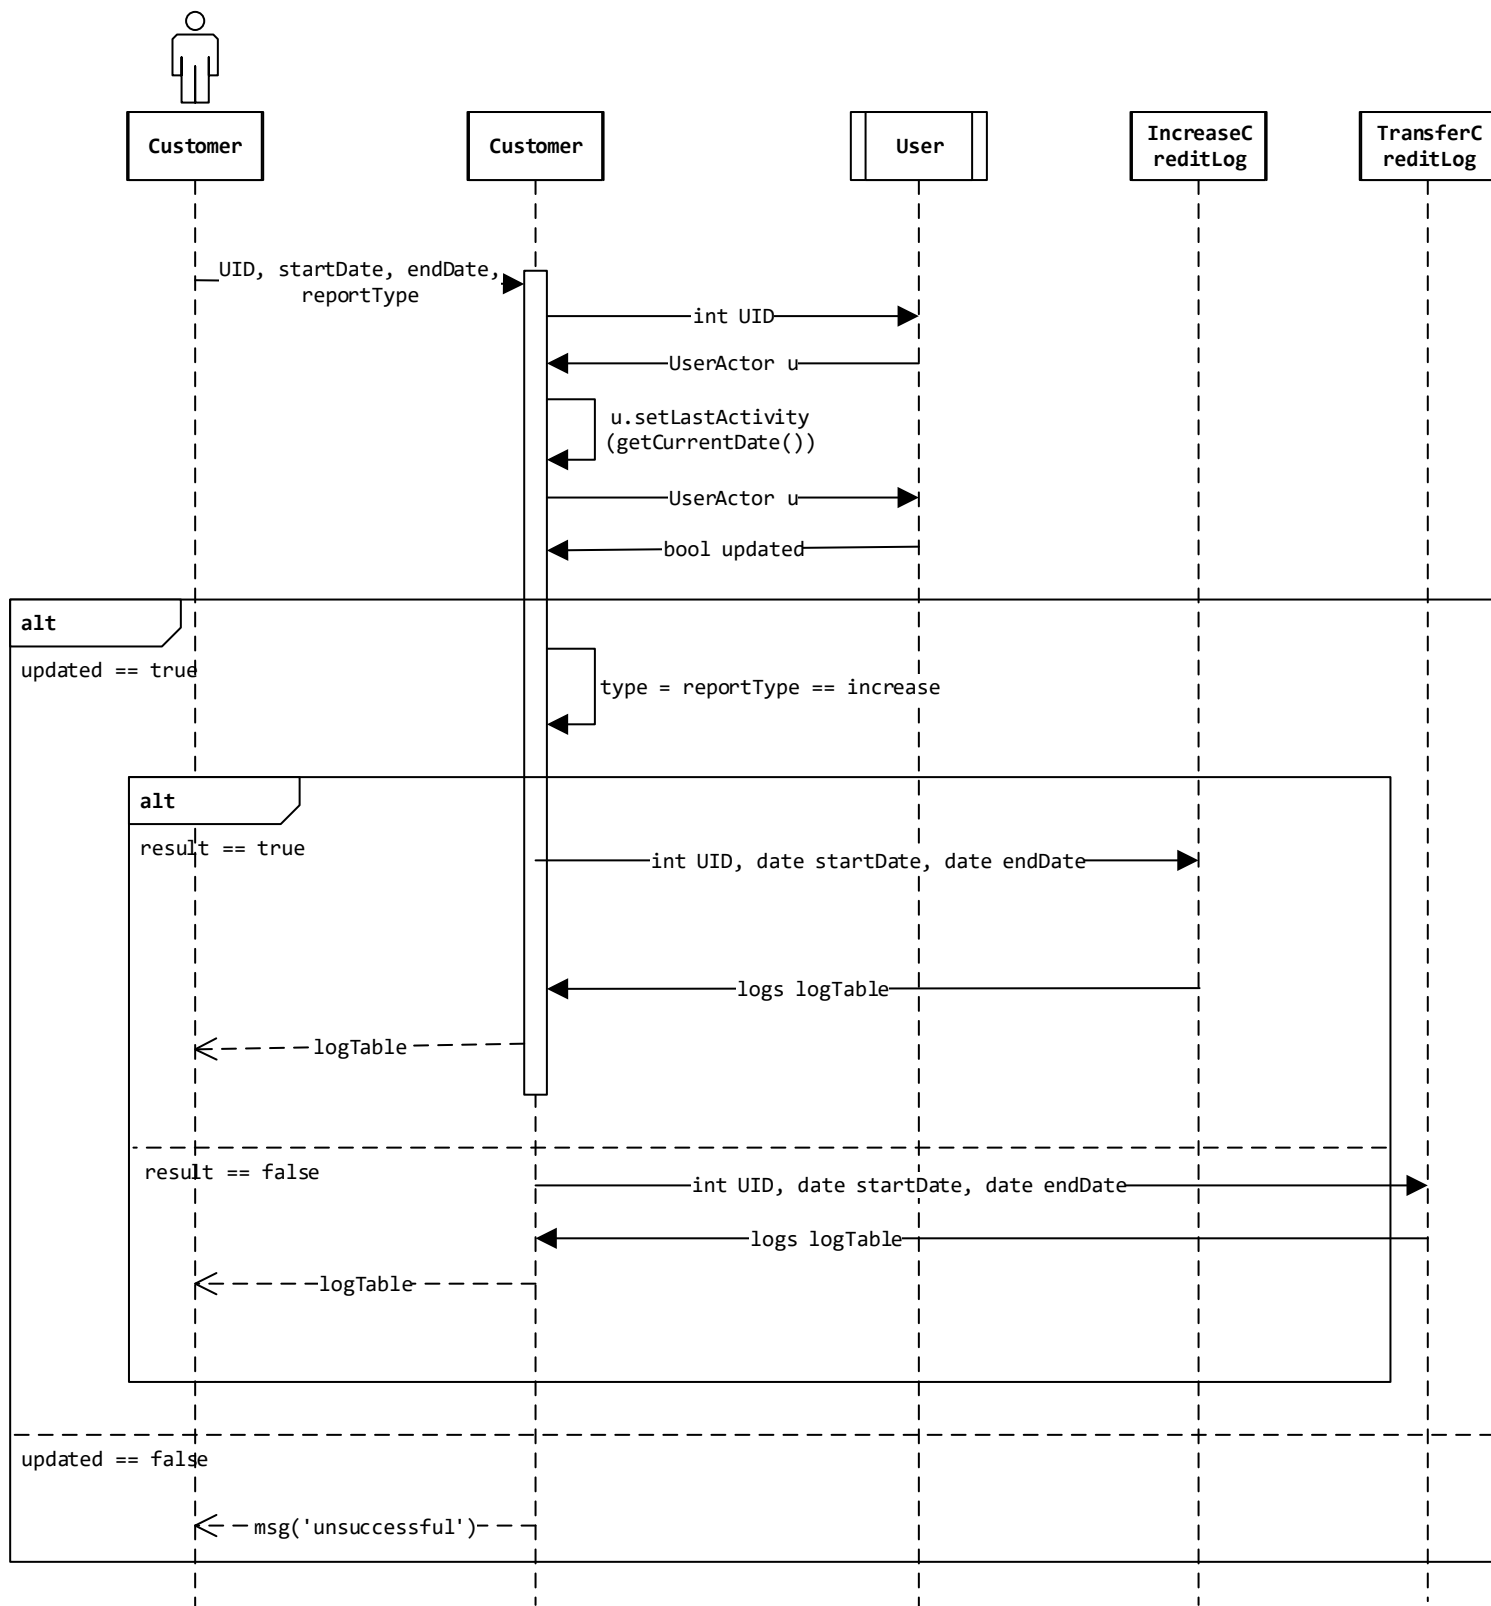 Customer
Customer
User
IncreaseC
reditLog
TransferC
reditLog
UID, startDate, endDate,
reportType
int UID
UserActor u
u.setLastActivity
(getCurrentDate())
UserActor u
bool updated
alt
updated == true
type = reportType == increase
alt
result == true
int UID, date startDate, date endDate
logs logTable
logTable
result == false
int UID, date startDate, date endDate
logs logTable
logTable
updated == false
msg('unsuccessful')